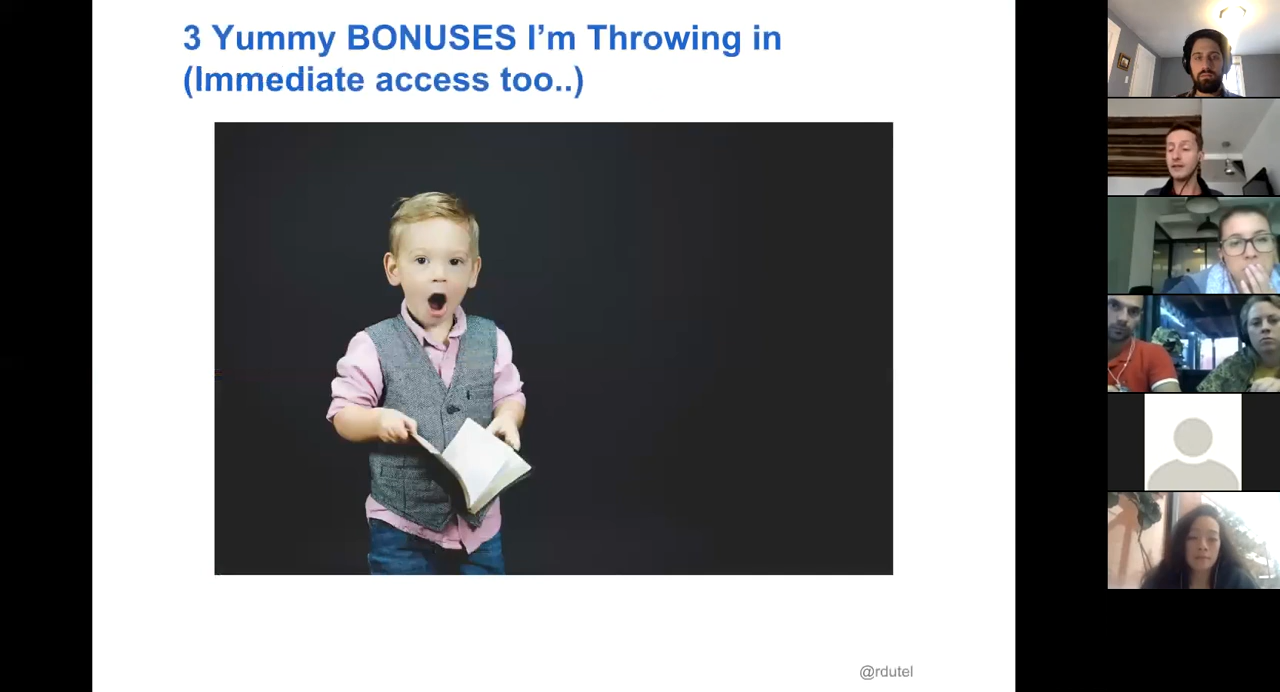 3 Yummy BONUSES I’m Throwing in
(Immediate access too..)
@rdutel